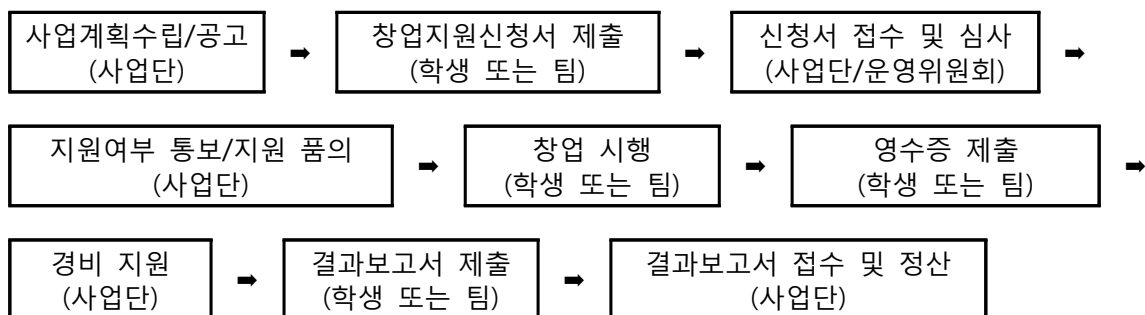 사업계획수립/공고
(사업단)
➡
창업지원신청서 제출
(학생 또는 팀)
➡
신청서 접수 및 심사
(사업단/운영위원회)
➡
지원여부 통보/지원 품의
(사업단)
➡
창업 시행
(학생 또는 팀)
➡
영수증 제출
(학생 또는 팀)
➡
경비 지원
(사업단)
➡
결과보고서 제출
(학생 또는 팀)
➡
결과보고서 접수 및 정산
(사업단)